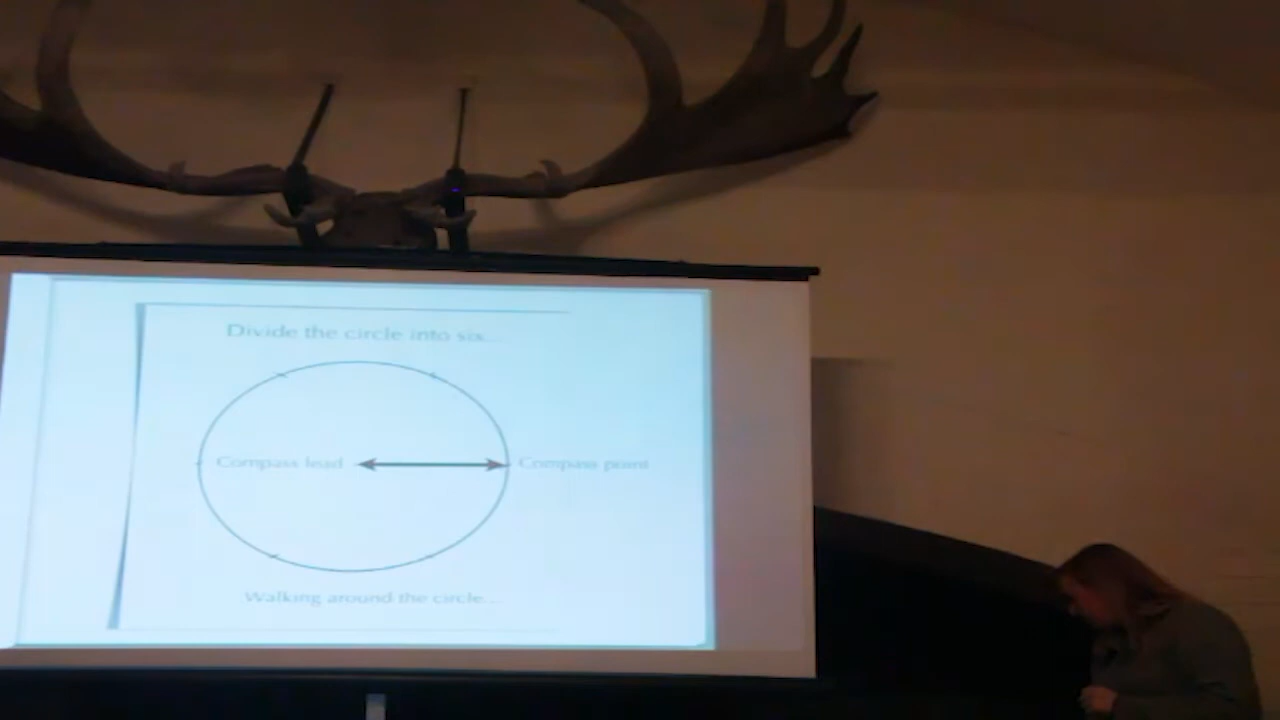 Divide the circle into six...
Compass lead
Compass point
Walking around the circle....